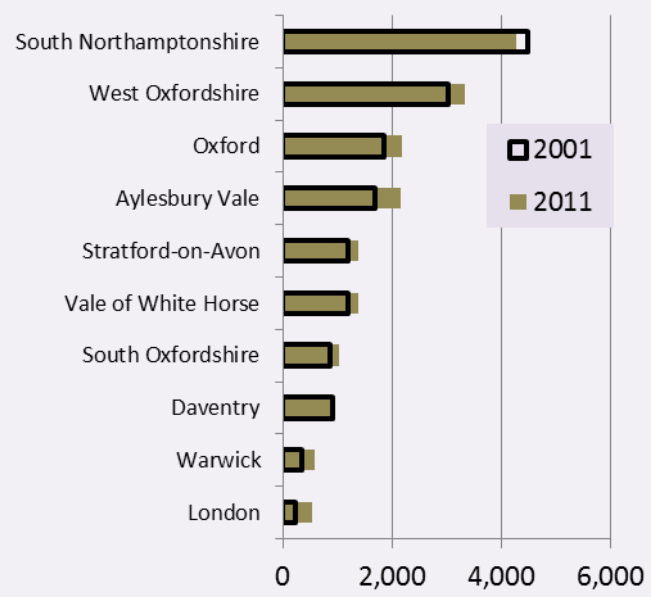 South Northamptonshire
West Oxfordshire
Oxford
Aylesbury Vale
Stratford-on-Avon
Vale of White Horse
South Oxfordshire
Daventry
Warwick
London
2001
2011
0 2,000 4,000 6,000